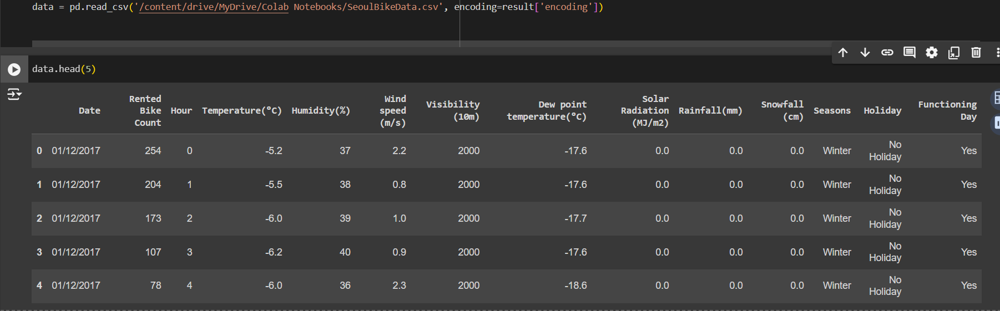 data = pd.read_csv('/content/drive/MyDrive/Colab Notebooks/SeoulBikeData.csv', encoding=result['encoding'])
data.head(5)
Date Rented Bike Count Hour Temperature(°C) Humidity(%) Wind speed (m/s) Visibility (10m) Dew point temperature(°C) Solar Radiation (MJ/m2) Rainfall(mm) Snowfall (cm) Seasons Holiday Functioning Day
0 01/12/2017 254 0 -5.2 37 2.2 2000 -17.6 0.0 0.0 0.0 Winter No Holiday Yes
1 01/12/2017 204 1 -5.5 38 0.8 2000 -17.6 0.0 0.0 0.0 Winter No Holiday Yes
2 01/12/2017 173 2 -6.0 39 1.0 2000 -17.7 0.0 0.0 0.0 Winter No Holiday Yes
3 01/12/2017 107 3 -6.2 40 0.9 2000 -17.6 0.0 0.0 0.0 Winter No Holiday Yes
4 01/12/2017 78 4 -6.0 36 2.3 2000 -18.6 0.0 0.0 0.0 Winter No Holiday Yes